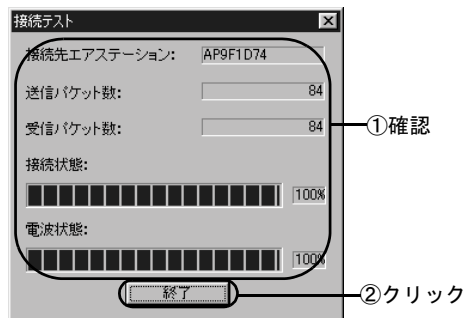 接続テスト
接続先エアステーション: AP9F1D74
送信パケット数: 84
受信パケット数: 84
①確認
接続状態:
100%
電波状態:
100%
終了
②クリック